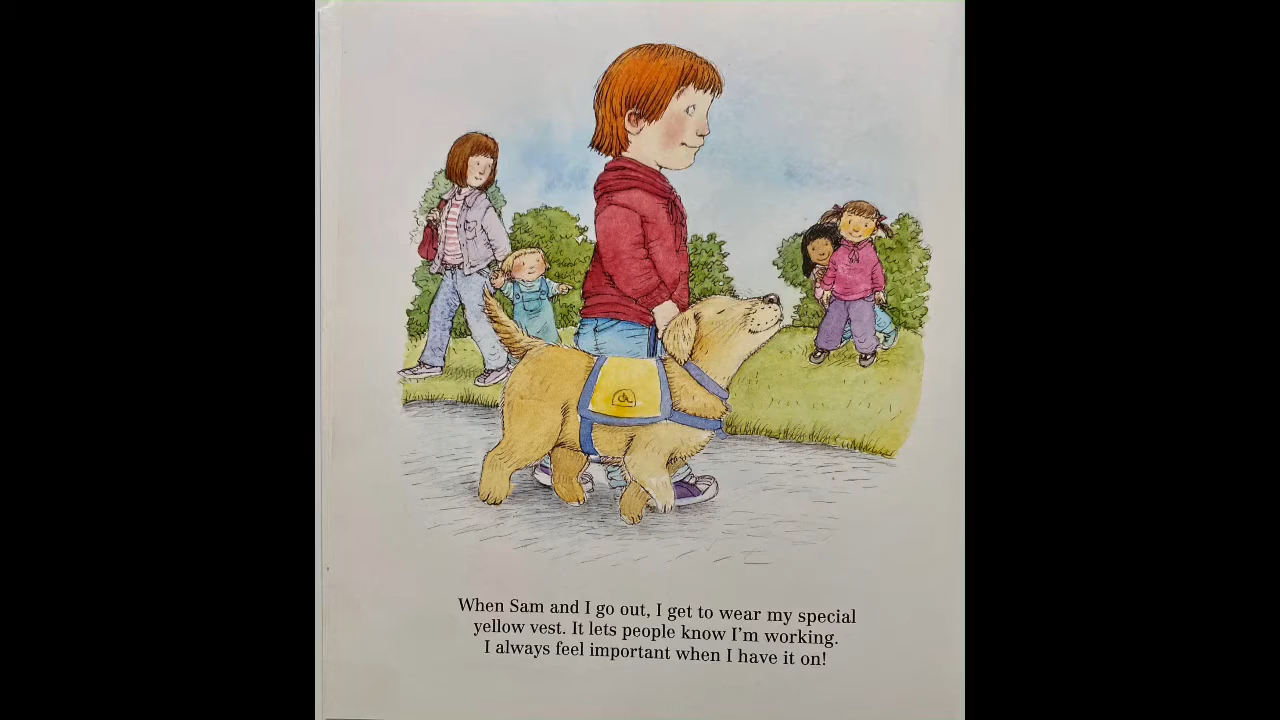 When Sam and I go out, I get to wear my special
yellow vest. It lets people know I'm working.
I always feel important when I have it on!